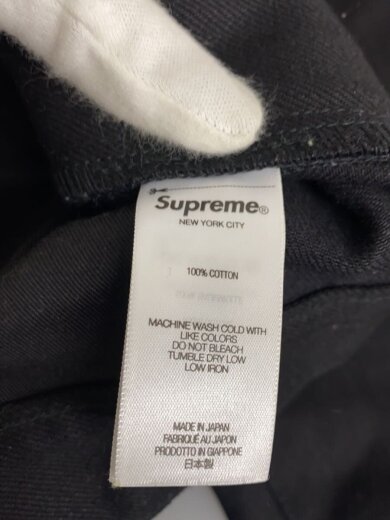 Supreme®
NEW YORK CITY
100% COTTON
MACHINE WASH COLD WITH
LIKE COLORS
DO NOT BLEACH
TUMBLE DRY LOW
LOW IRON
MADE IN JAPAN
FABRIQUÉ AU JAPON
PRODOTTO IN GIAPPONE
日本製